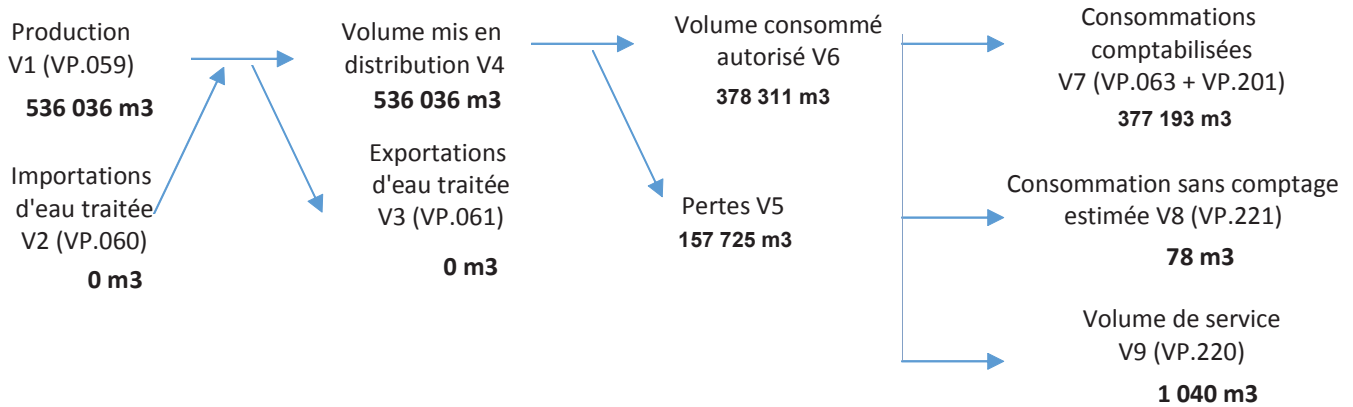 Production
V1 (VP.059)
536 036 m3
Importations
d'eau traitée
V2 (VP.060)
0 m3
Volume mis en
distribution V4
536 036 m3
Exportations
d'eau traitée
V3 (VP.061)
0 m3
Volume consommé
autorisé V6
378 311 m3
Pertes V5
157 725 m3
Consommations
comptabilisées
V7 (VP.063 + VP.201)
377 193 m3
Consommation sans comptage
estimée V8 (VP.221)
78 m3
Volume de service
V9 (VP.220)
1 040 m3